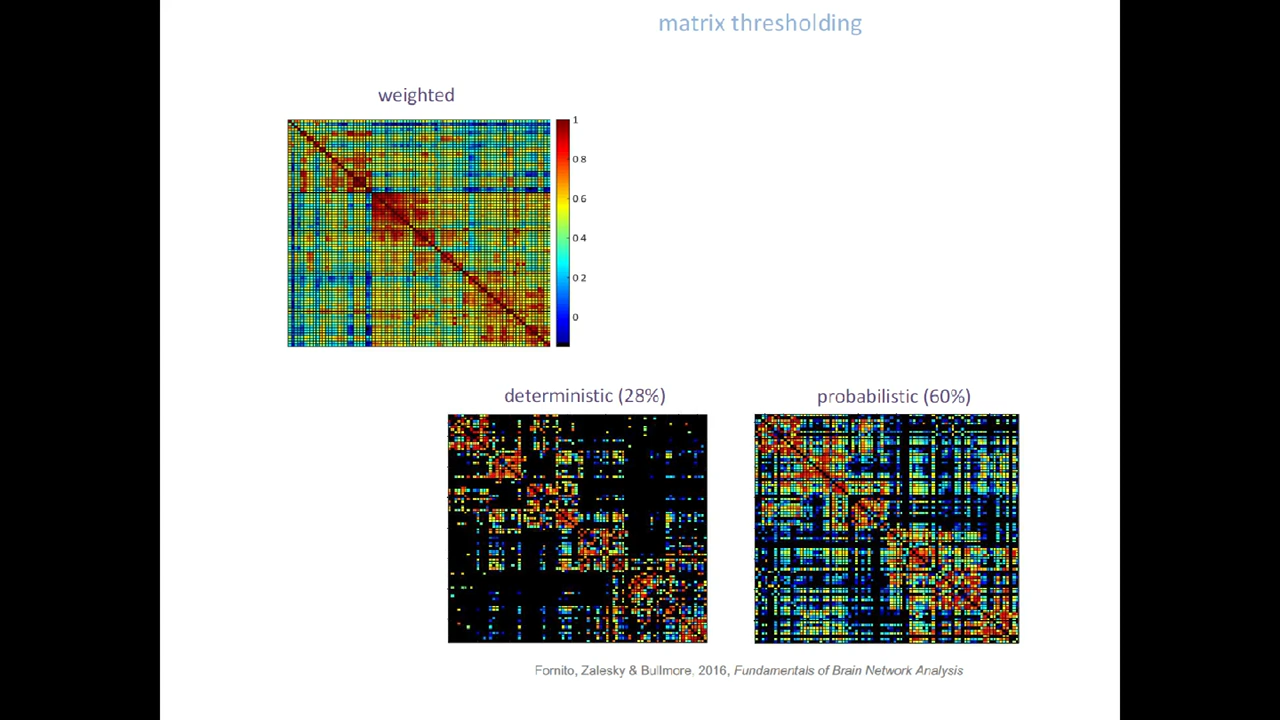 matrix thresholding
weighted
1
0 8
0 6
0 4
0 2
0
deterministic (28%)
probabilistic (60%)
Fornito, Zalesky & Bullmore, 2016, Fundamentals of Brain Network Analysis